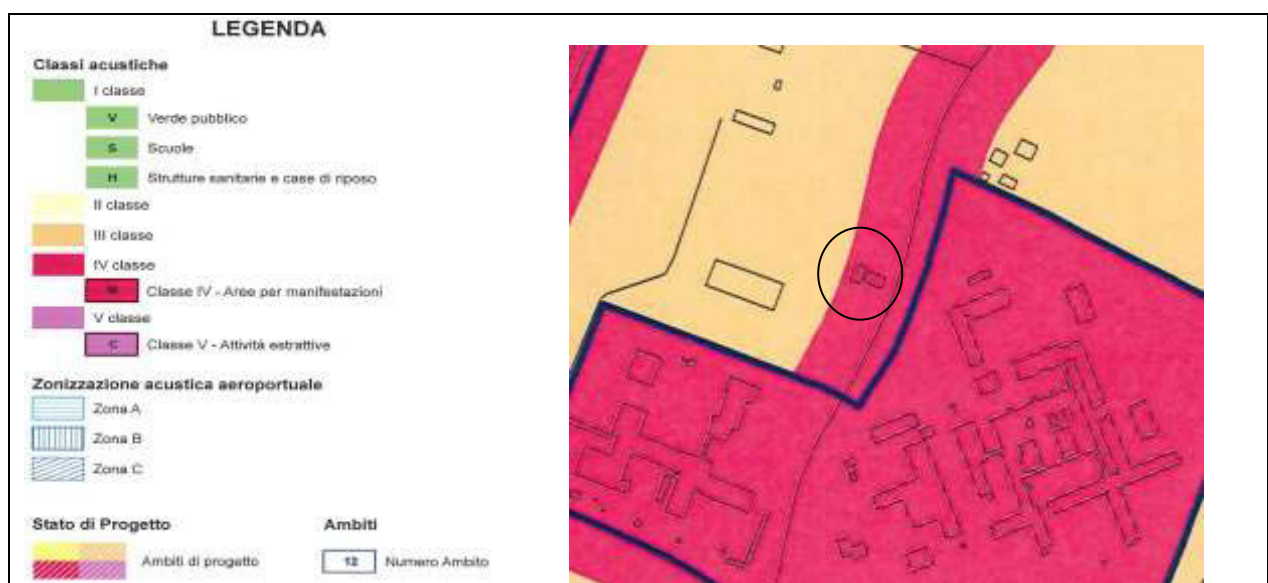 LEGENDA
Classi acustiche
I classe
V Verde pubblico
S Scuole
H Strutture sanitarie e case di riposo
II classe
III classe
IV classe
M Classe IV - Aree per manifestazioni
V classe
C Classe V - Attività estrattive
Zonizzazione acustica aeroportuale
Zona A
Zona B
Zona C
Stato di Progetto
Ambiti di progetto
Ambiti
12 Numero Ambito